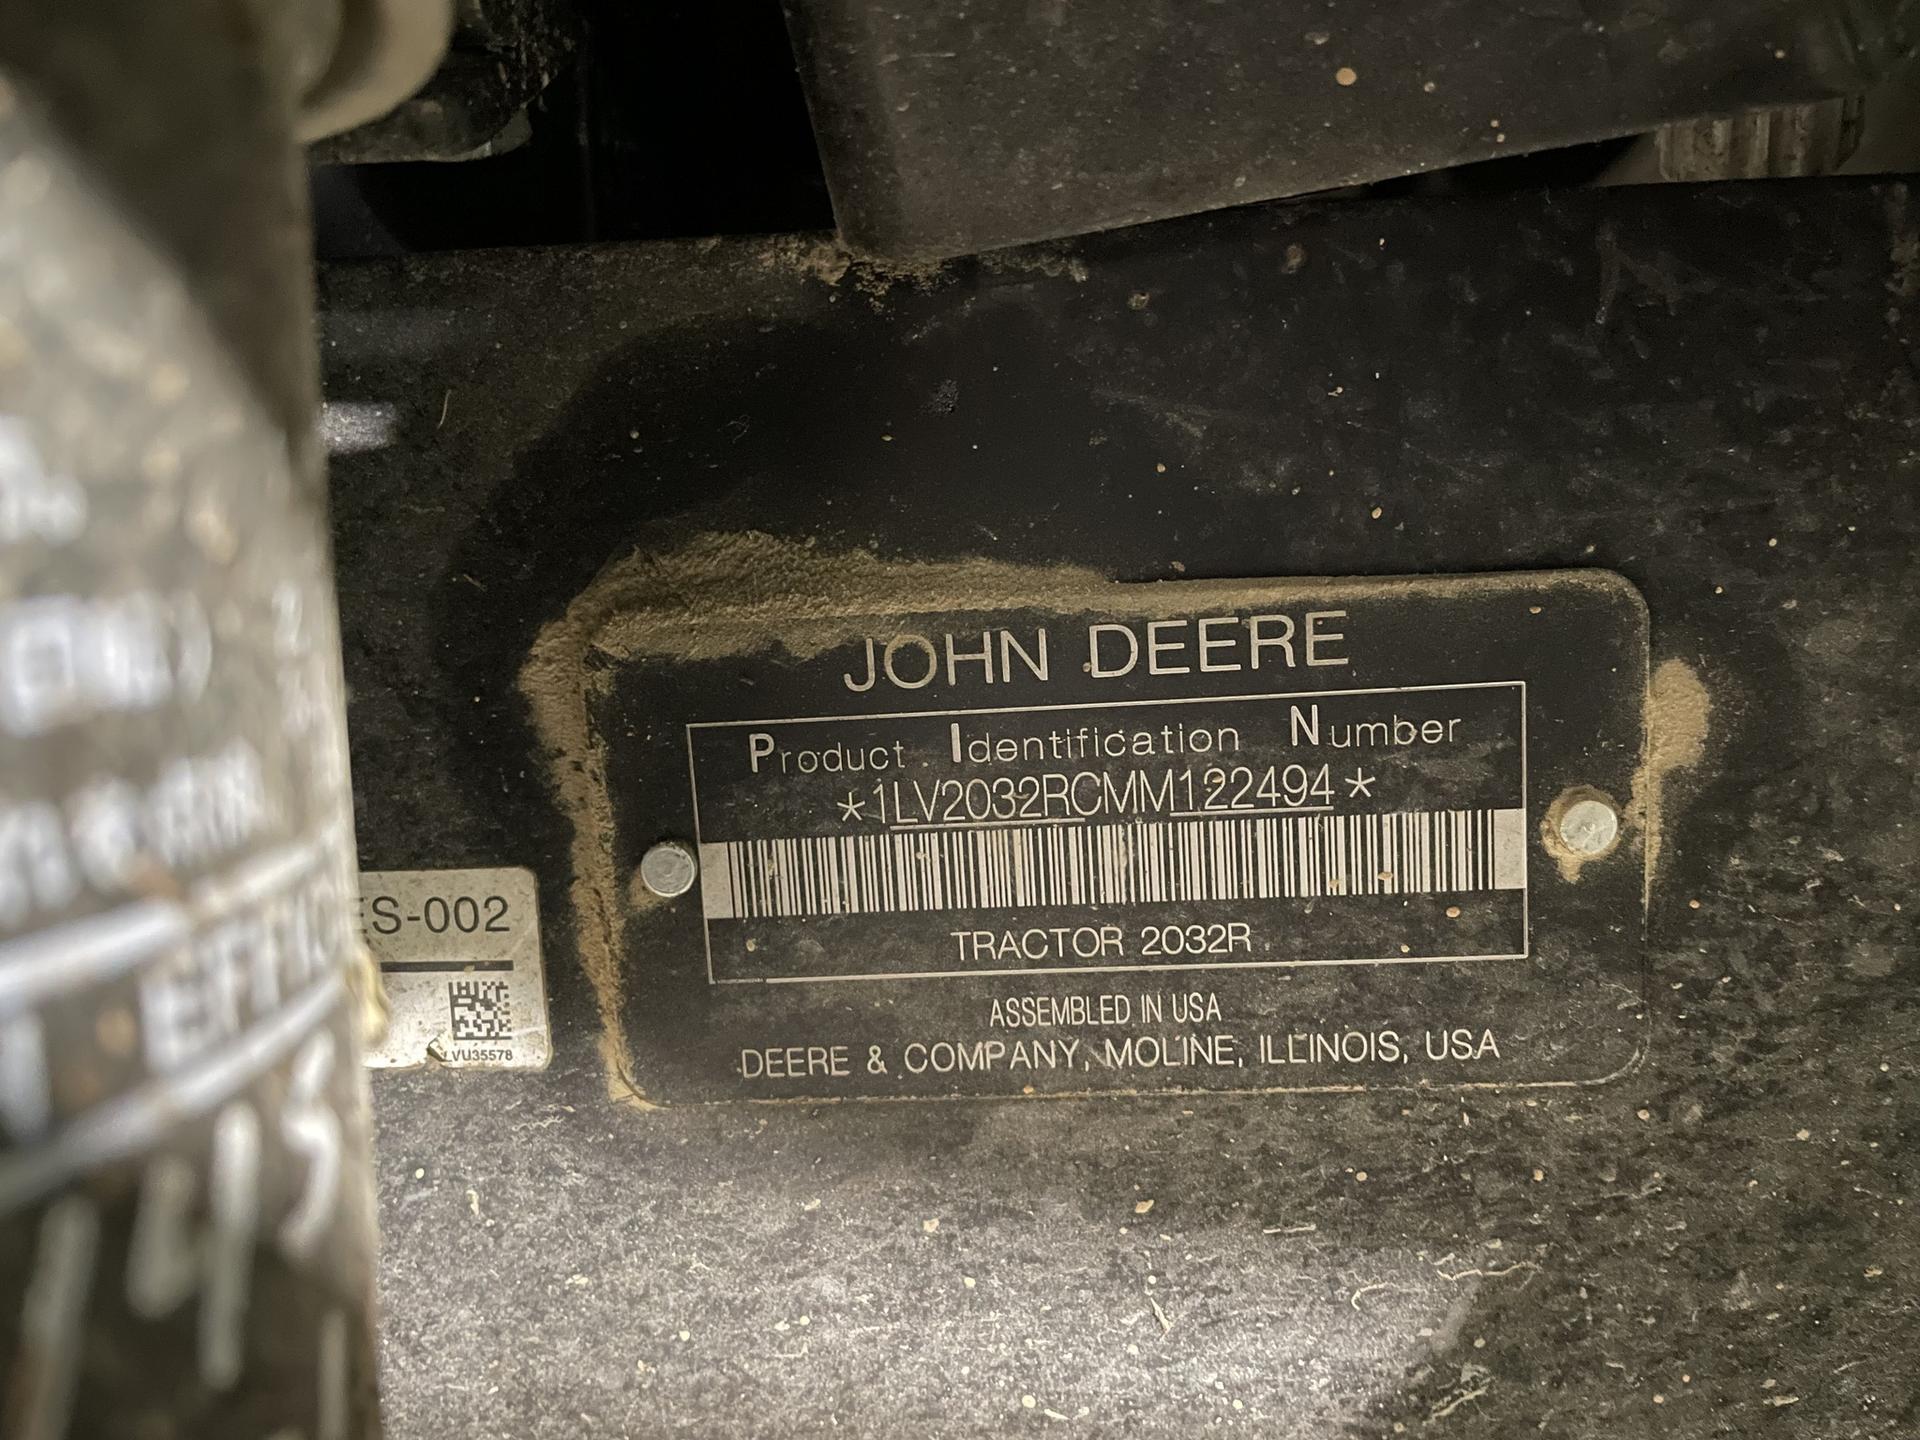 JOHN DEERE
Product Identification Number
*1LV2032RCMM122494*
TRACTOR 2032R
ASSEMBLED IN USA
DEERE & COMPANY, MOLINE, ILLINOIS, USA
ES-002
LVU35578